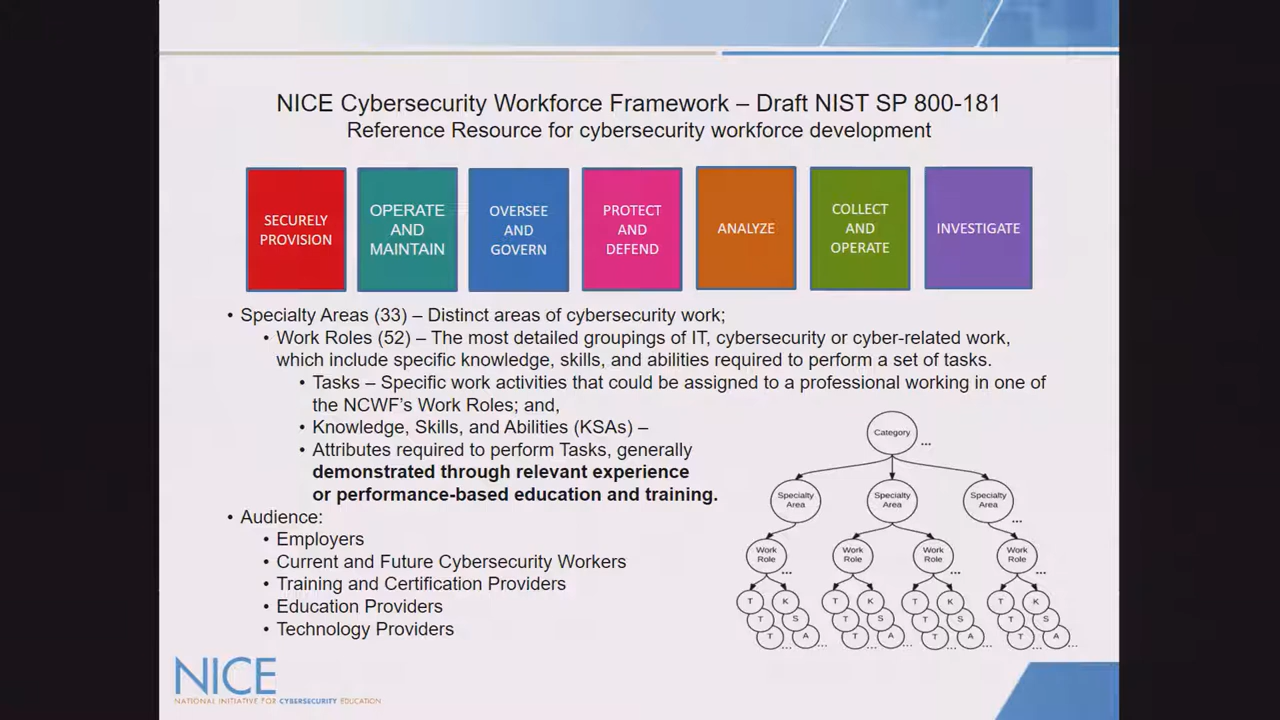 NICE Cybersecurity Workforce Framework – Draft NIST SP 800-181
Reference Resource for cybersecurity workforce development
SECURELY
PROVISION
OPERATE
AND
MAINTAIN
OVERSEE
AND
GOVERN
PROTECT
AND
DEFEND
ANALYZE
COLLECT
AND
OPERATE
INVESTIGATE
• Specialty Areas (33) – Distinct areas of cybersecurity work;
• Work Roles (52) – The most detailed groupings of IT, cybersecurity or cyber-related work,
which include specific knowledge, skills, and abilities required to perform a set of tasks.
• Tasks – Specific work activities that could be assigned to a professional working in one of
the NCWF's Work Roles; and,
• Knowledge, Skills, and Abilities (KSAs) –
• Attributes required to perform Tasks, generally
demonstrated through relevant experience
or performance-based education and training.
• Audience:
• Employers
• Current and Future Cybersecurity Workers
• Training and Certification Providers
• Education Providers
• Technology Providers
Category ...
Specialty
Area
Specialty
Area
Specialty
Area
...
Work
Role
...
Work
Role
Work
Role
...
Work
Role
...
T K T K T K T K
T S T S T S T S
T ... A ... T ... A ... T ... A ... T ... A ...
NICE
NATIONAL INITIATIVE FOR CYBERSECURITY EDUCATION